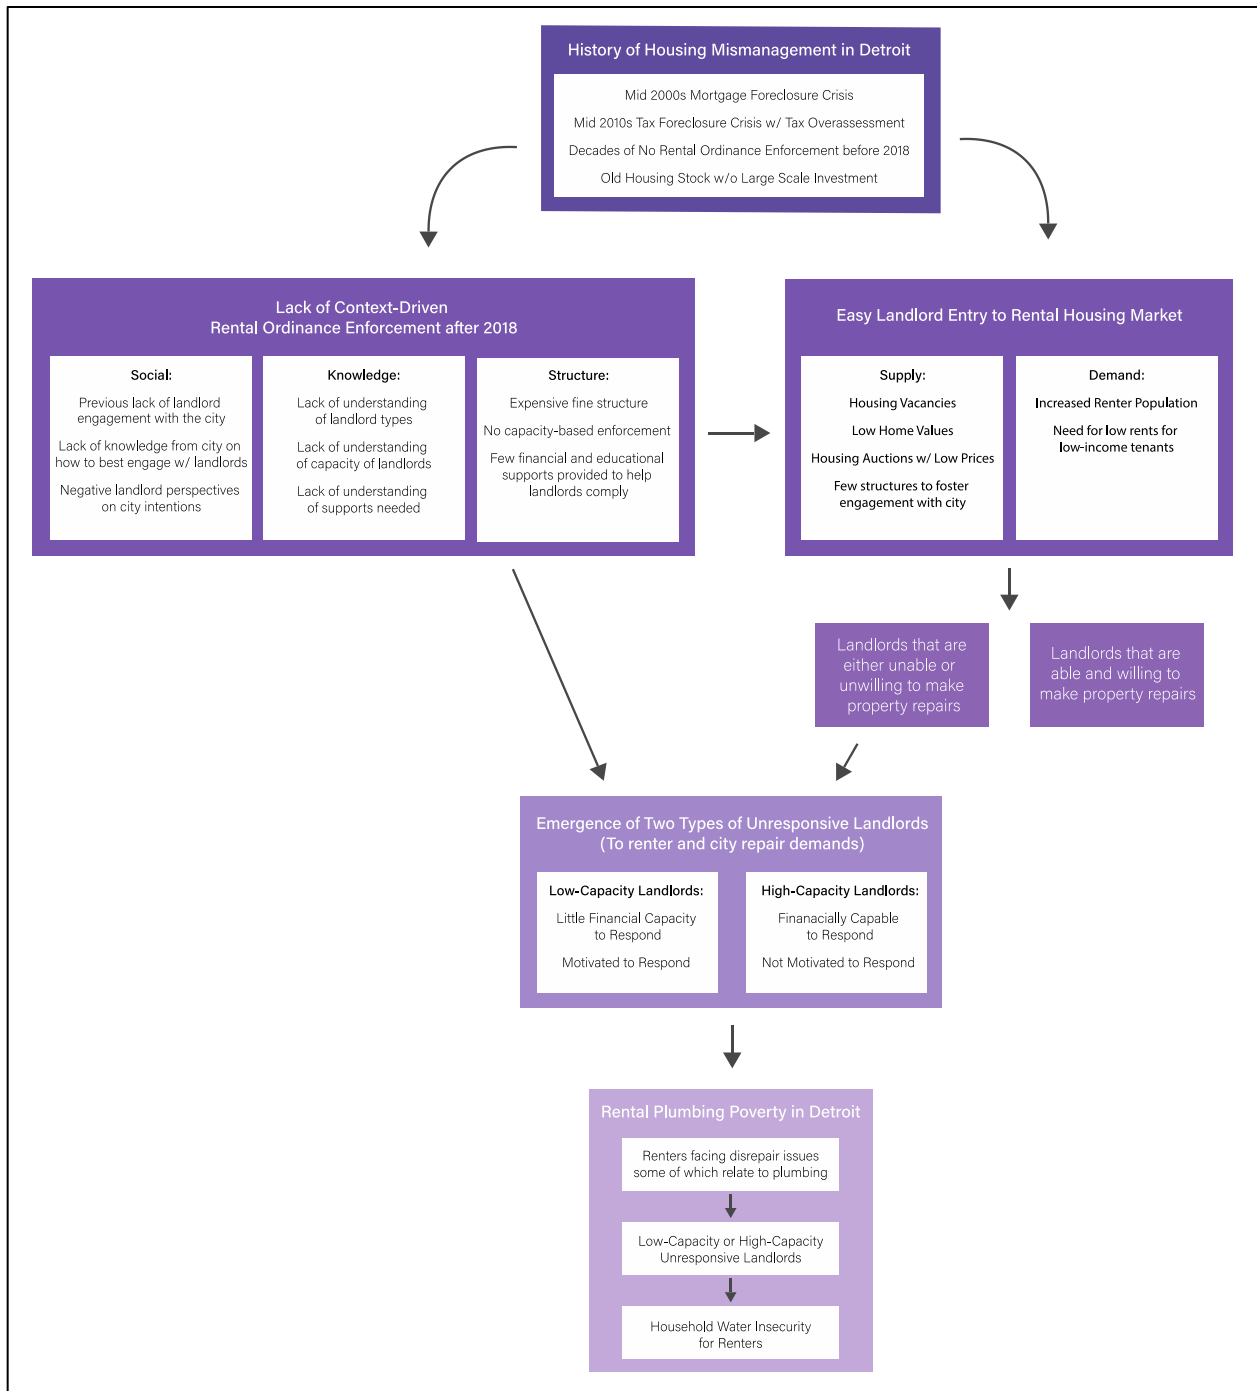 History of Housing Mismanagement in Detroit
Mid 2000s Mortgage Foreclosure Crisis
Mid 2010s Tax Foreclosure Crisis w/ Tax Overassessment
Decades of No Rental Ordinance Enforcement before 2018
Old Housing Stock w/o Large Scale Investment
Lack of Context-Driven
Rental Ordinance Enforcement after 2018
Social:
Previous lack of landlord
engagement with the city
Lack of knowledge from city on
how to best engage w/ landlords
Negative landlord perspectives
on city intentions
Knowledge:
Lack of understanding
of landlord types
Lack of understanding
of capacity of landlords
Lack of understanding
of supports needed
Structure:
Expensive fine structure
No capacity-based enforcement
Few financial and educational
supports provided to help
landlords comply
Easy Landlord Entry to Rental Housing Market
Supply:
Housing Vacancies
Low Home Values
Housing Auctions w/ Low Prices
Few structures to foster
engagement with city
Demand:
Increased Renter Population
Need for low rents for
low-income tenants
Landlords that are
either unable or
unwilling to make
property repairs
Landlords that are
able and willing to
make property repairs
Emergence of Two Types of Unresponsive Landlords
(To renter and city repair demands)
Low-Capacity Landlords:
Little Financial Capacity
to Respond
Motivated to Respond
High-Capacity Landlords:
Finanacially Capable
to Respond
Not Motivated to Respond
Rental Plumbing Poverty in Detroit
Renters facing disrepair issues
some of which relate to plumbing
Low-Capacity or High-Capacity
Unresponsive Landlords
Household Water Insecurity
for Renters